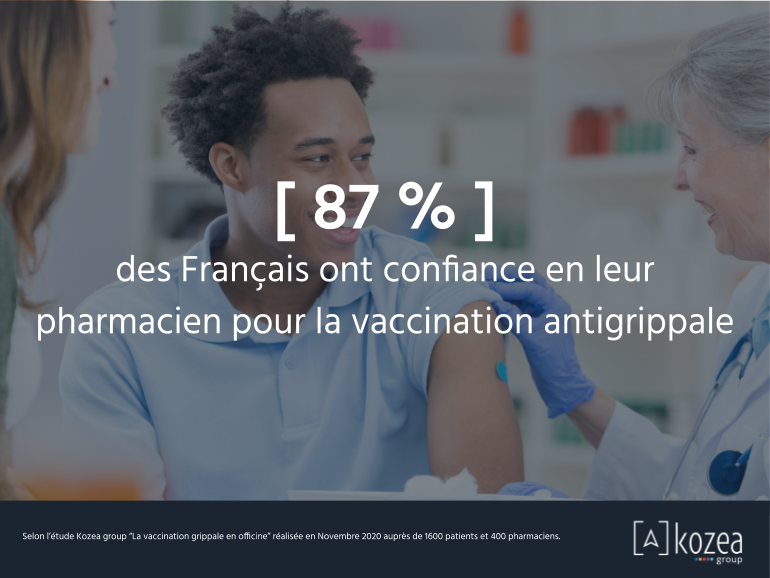 [ 87 % ]
des Français ont confiance en leur
pharmacien pour la vaccination antigrippale
Selon l'étude Kozea group "La vaccination grippale en officine" réalisée en Novembre 2020 auprès de 1600 patients et 400 pharmaciens.
[A] kozea
group